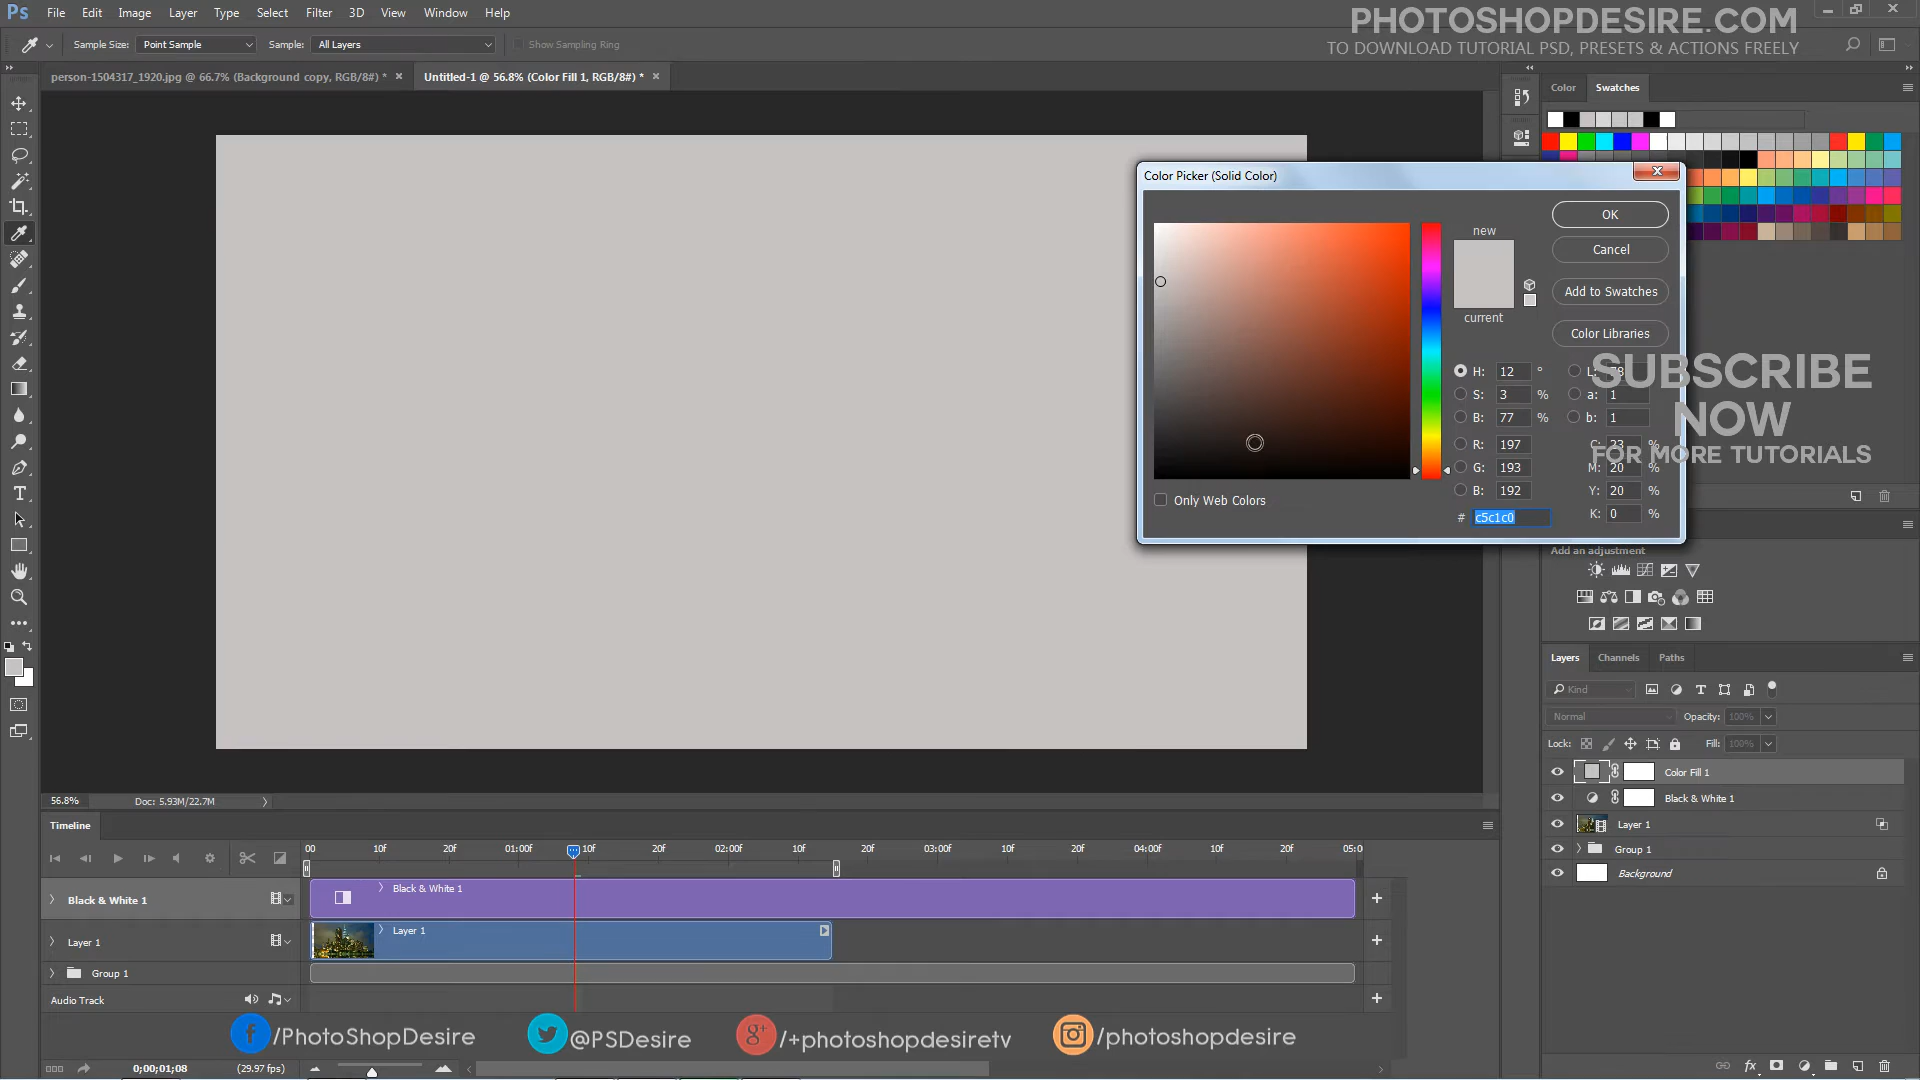 Ps File Edit Image Layer Type Select Filter 3D View Window Help
PHOTOSHOPDESIRE.COM
TO DOWNLOAD TUTORIAL PSD, PRESETS & ACTIONS FREELY
Sample Size: Point Sample Sample: All Layers Show Sampling Ring
person-1504317_1920.jpg @ 66.7% (Background copy, RGB/8#) * × Untitled-1 @ 56.8% (Color Fill 1, RGB/8#) * ×
Color Swatches
Color Picker (Solid Color)
new
current
OK
Cancel
Add to Swatches
Color Libraries
H: 12 °
S: 3 %
B: 77 %
R: 197
G: 193
B: 192
# c5c1c0
L: 78
a: 1
b: 1
C: 23 %
M: 20 %
Y: 20 %
K: 0 %
Only Web Colors
SUBSCRIBE
NOW
FOR MORE TUTORIALS
Add an adjustment
Layers Channels Paths
Kind
Normal Opacity: 100%
Lock: Fill: 100%
Color Fill 1
Black & White 1
Layer 1
Group 1
Background
56.8% Doc: 5.93M/22.7M
Timeline
00 10f 20f 01:00f 10f 20f 02:00f 10f 20f 03:00f 10f 20f 04:00f 10f 20f 05:0
Black & White 1 Black & White 1
Layer 1 Layer 1
Group 1
Audio Track
/PhotoShopDesire @PSDesire /+photoshopdesiretv /photoshopdesire
0;00;01;08 (29.97 fps)